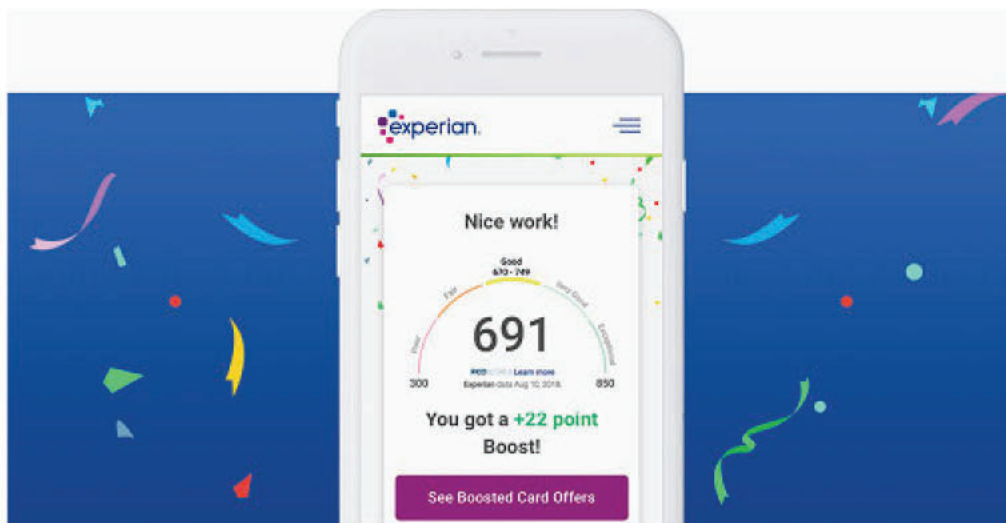 experian.
Nice work!
Good
670 - 749
Fair
Very Good
Poor
Exceptional
691
300
Learn more
850
Experian data Aug 10, 2018
You got a +22 point
Boost!
See Boosted Card Offers